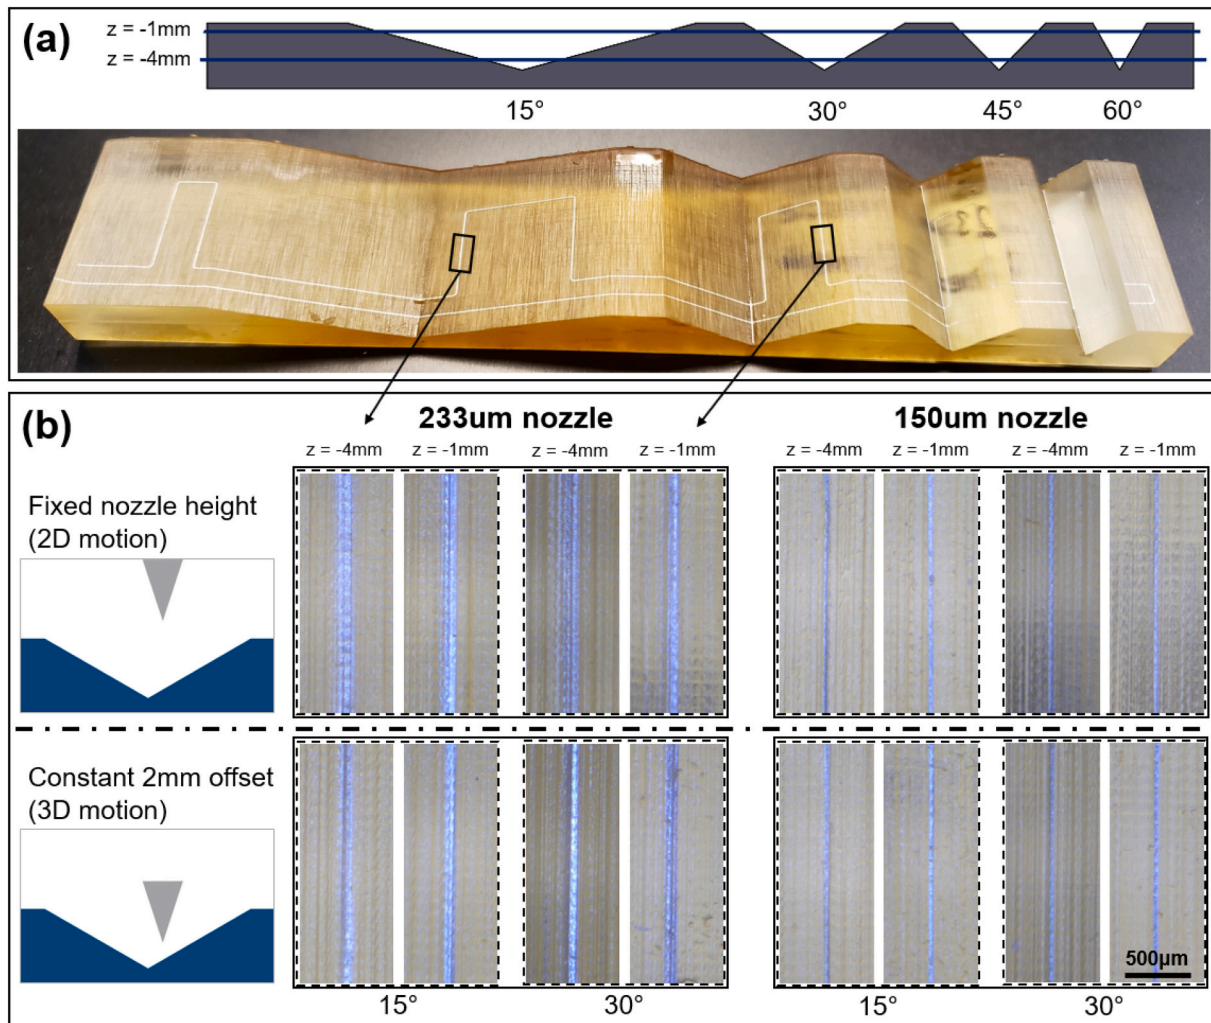 (a)
z = -1mm
z = -4mm
15°
30°
45°
60°
(b)
233um nozzle
150um nozzle
z = -4mm
z = -1mm
z = -4mm
z = -1mm
z = -4mm
z = -1mm
z = -4mm
z = -1mm
Fixed nozzle height
(2D motion)
Constant 2mm offset
(3D motion)
500µm
15°
30°
15°
30°